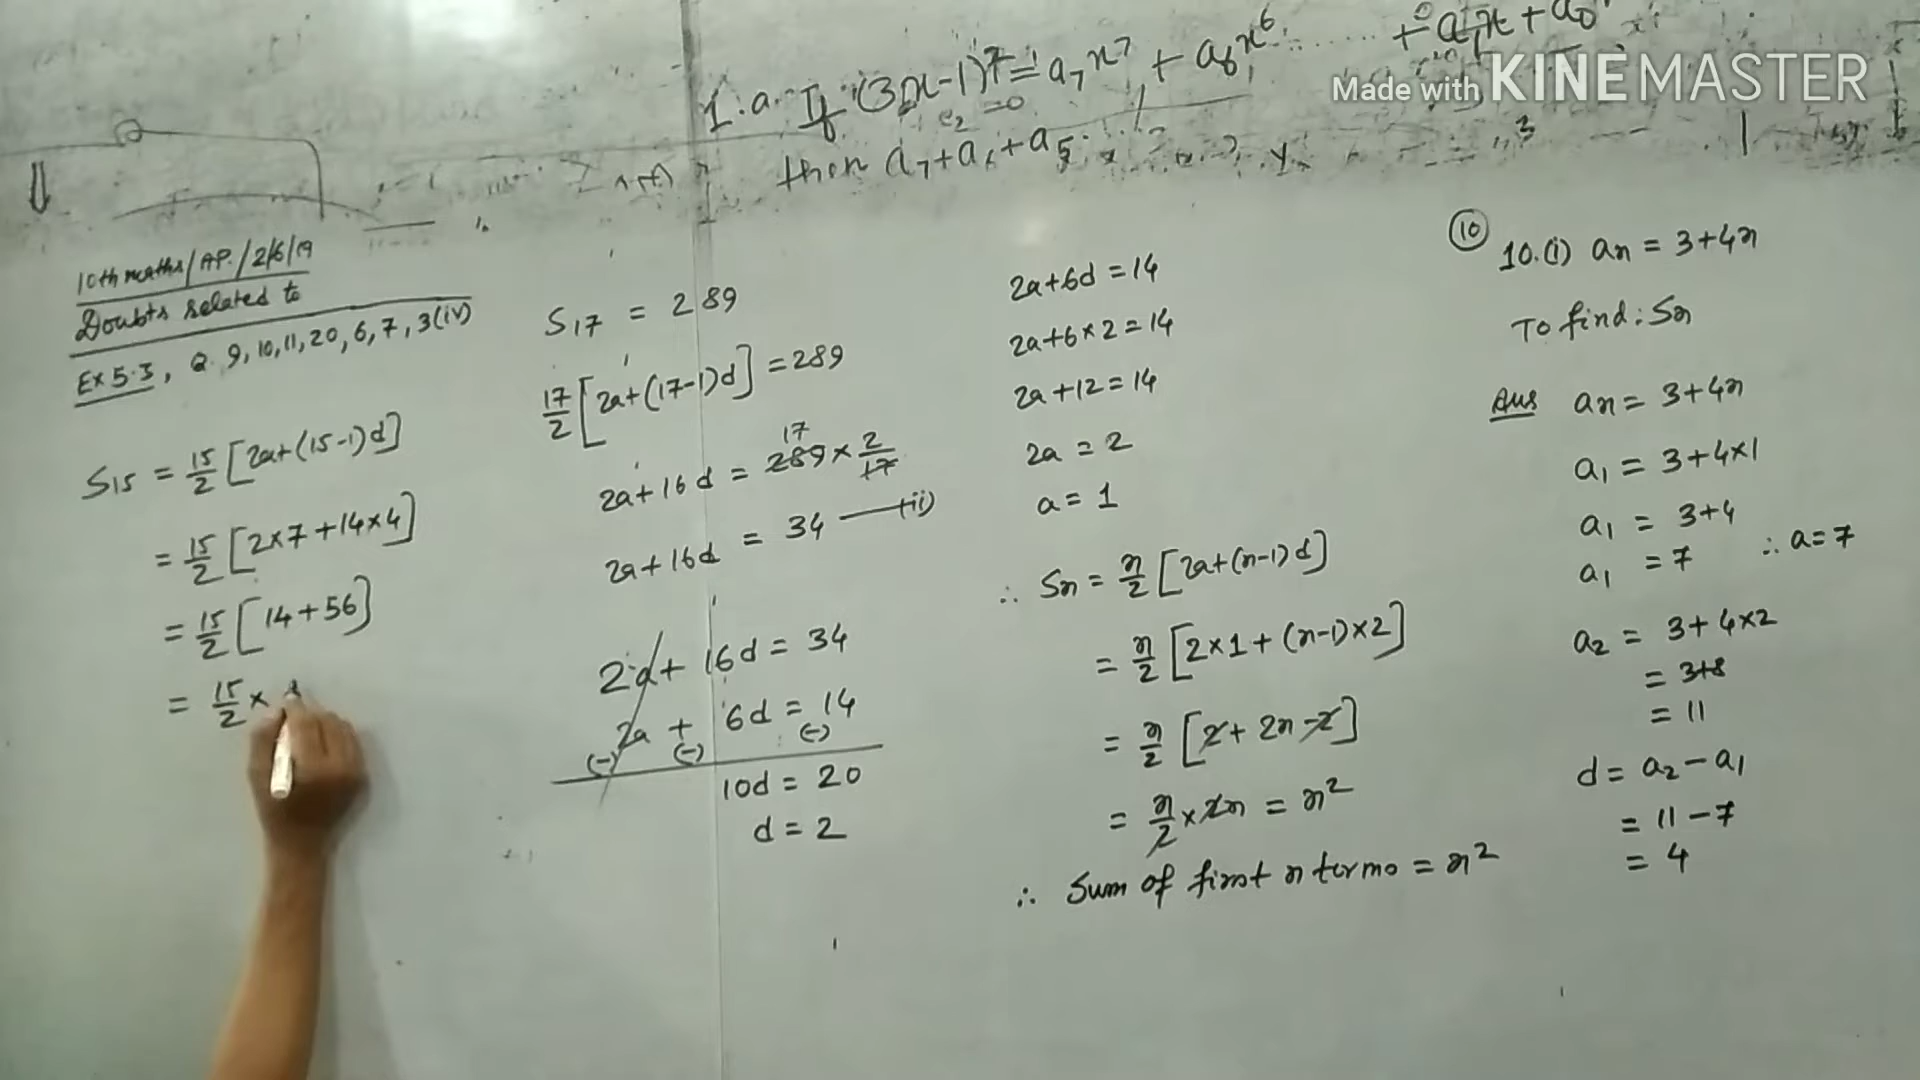 1.a. If (3x-1)⁷ = a₇x⁷ + a₆x⁶ ........ + a₁x + a₀
then a₇+a₆+a₅
Made with KINEMASTER
10th maths/AP./2/6/19
Doubts related to
Ex 5.3, Q. 9, 10, 11, 20, 6, 7, 3(iv)
S15 = 15/2 [2a+(15-1)d]
= 15/2 [2×7+14×4]
= 15/2 [14+56]
= 15/2 ×
S17 = 289
17/2 [2a+(17-1)d] = 289
17
2a+16d = 289 × 2/17
2a+16d = 34 —(ii)
2a + 16d = 34
2a + 6d = 14
(-) (-) (-)
10d = 20
d = 2
2a+6d = 14
2a+6×2 = 14
2a+12 = 14
2a = 2
a = 1
∴ Sn = n/2 [2a+(n-1)d]
= n/2 [2×1+(n-1)×2]
= n/2 [2+2n-2]
= n/2 × 2n = n²
∴ Sum of first n terms = n²
10
10.(i) an = 3+4n
To find: Sn
Ans an = 3+4n
a1 = 3+4×1
a1 = 3+4
a1 = 7 ∴ a=7
a2 = 3+4×2
= 3+8
= 11
d = a2-a1
= 11-7
= 4